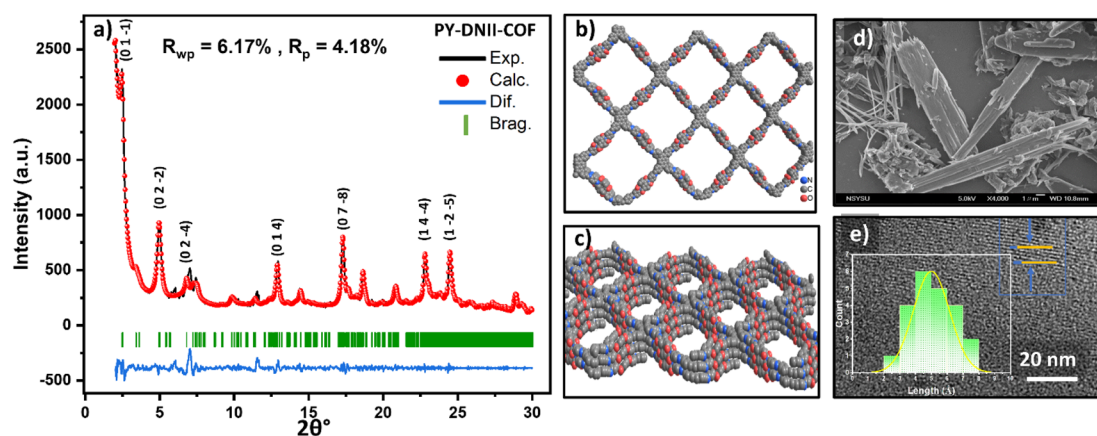 a)
PY-DNII-COF
R_wp = 6.17% , R_p = 4.18%
Exp.
Calc.
Dif.
Brag.
(0 1 -1)
(0 2 -2)
(0 2 -4)
(0 1 4)
(0 7 -8)
(1 4 -4)
(1 -2 -5)
Intensity (a.u.)
2500
2000
1500
1000
500
0
-500
0 5 10 15 20 25 30
2θ°
b)
N
C
O
c)
d)
NSYSU 5.0kV X4,000 1μm WD 10.8mm
e)
Count
Length (Å)
20 nm